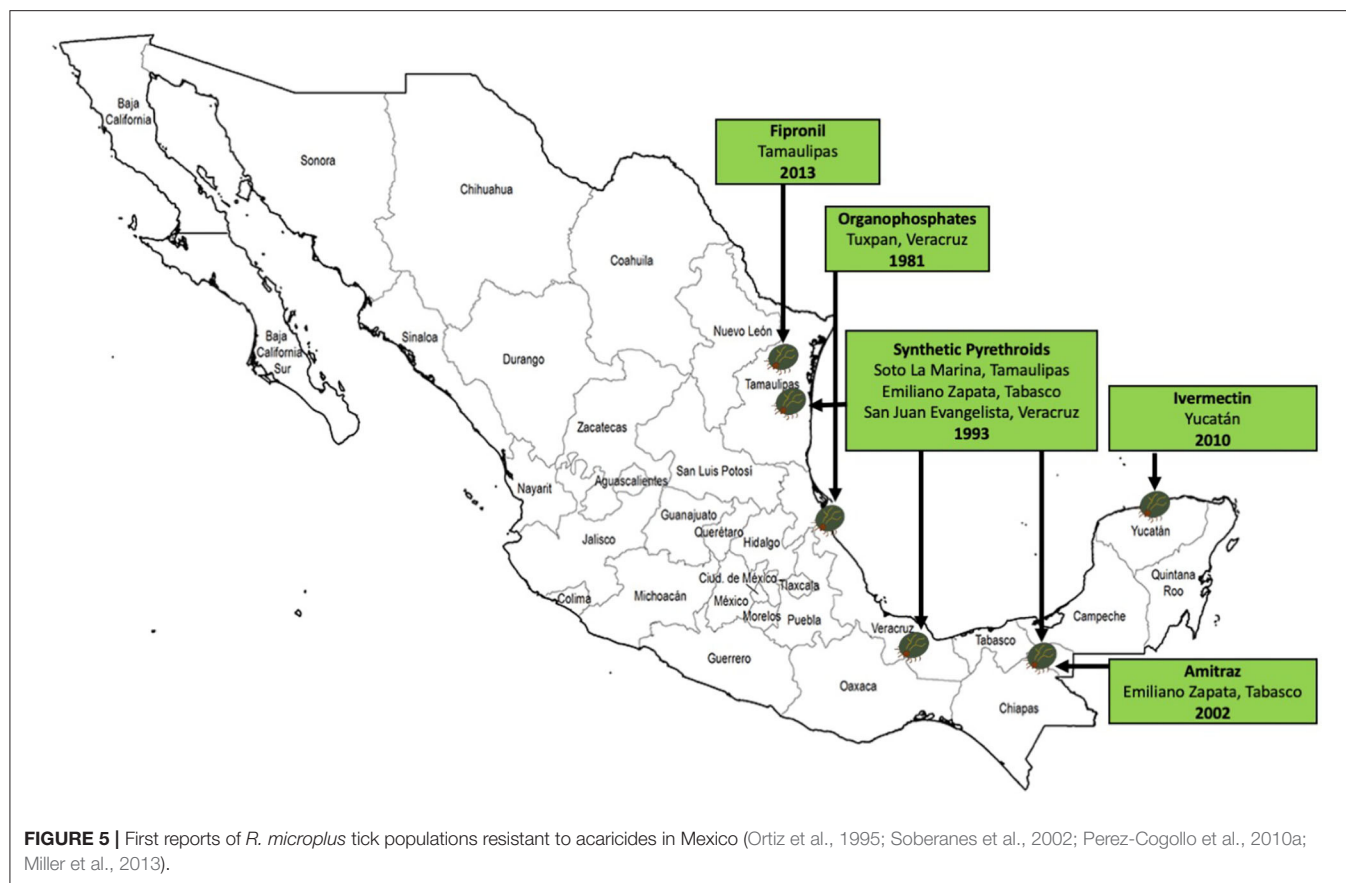 Baja
California
Sonora
Chihuahua
Coahuila
Baja
California
Sur
Sinaloa
Durango
Nuevo León
Tamaulipas
Zacatecas
San Luis Potosí
Nayarit
Aguascalientes
Jalisco
Guanajuato
Querétaro
Hidalgo
Colima
Michoacán
Ciud. de México
México
Morelos
Tlaxcala
Puebla
Veracruz
Guerrero
Oaxaca
Tabasco
Chiapas
Campeche
Yucatán
Quintana
Roo
Fipronil
Tamaulipas
2013
Organophosphates
Tuxpan, Veracruz
1981
Synthetic Pyrethroids
Soto La Marina, Tamaulipas
Emiliano Zapata, Tabasco
San Juan Evangelista, Veracruz
1993
Ivermectin
Yucatán
2010
Amitraz
Emiliano Zapata, Tabasco
2002
FIGURE 5 | First reports of R. microplus tick populations resistant to acaricides in Mexico (Ortiz et al., 1995; Soberanes et al., 2002; Perez-Cogollo et al., 2010a;
Miller et al., 2013).